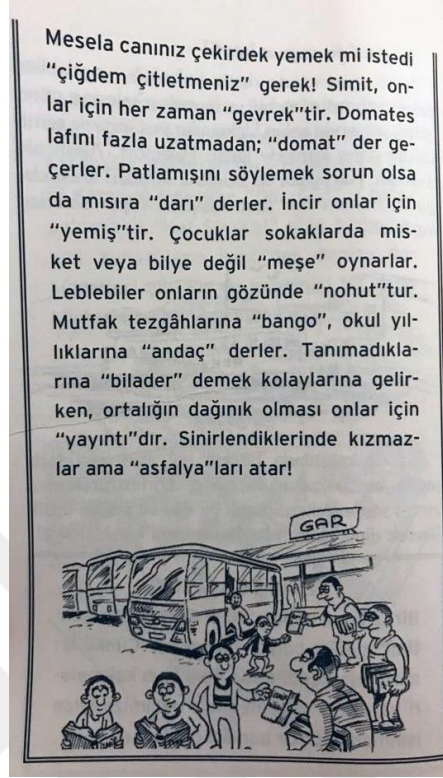 Mesela canınız çekirdek yemek mi istedi
“çiğdem çitletmeniz” gerek! Simit, on-
lar için her zaman “gevrek”tir. Domates
lafını fazla uzatmadan; “domat” der ge-
çerler. Patlamışını söylemek sorun olsa
da mısıra “darı” derler. İncir onlar için
“yemiş”tir. Çocuklar sokaklarda mis-
ket veya bilye değil “meşe” oynarlar.
Leblebiler onların gözünde “nohut”tur.
Mutfak tezgâhlarına “bango”, okul yıl-
lıklarına “andaç” derler. Tanımadıkla-
rına “bilader” demek kolaylarına gelir-
ken, ortalığın dağınık olması onlar için
“yayıntı”dır. Sinirlendiklerinde kızmaz-
lar ama “asfalya”ları atar!
GAR